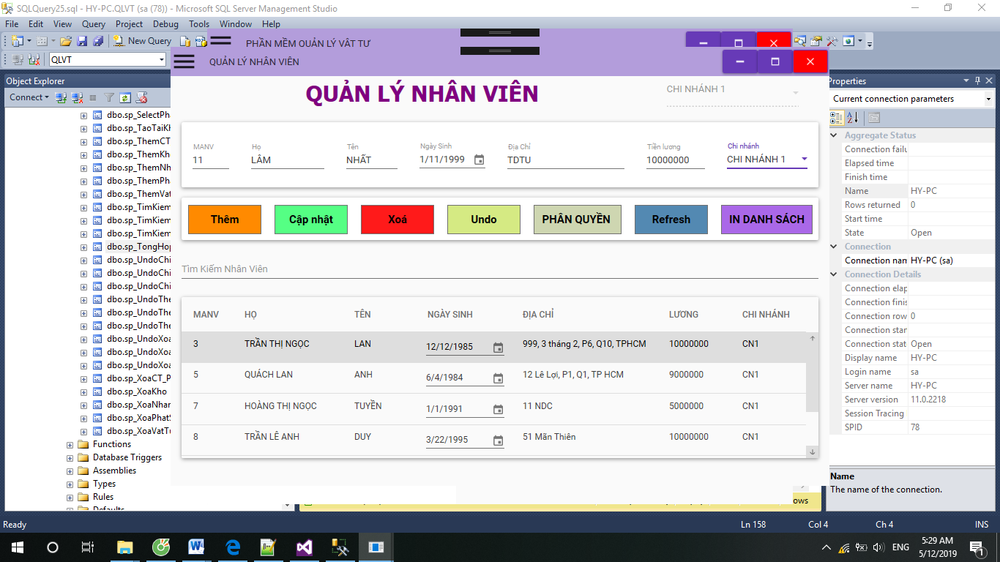 SQLQuery25.sql - HY-PC.QLVT (sa (78)) - Microsoft SQL Server Management Studio
File Edit View Query Project Debug Tools Window Help
New Query
PHẦN MỀM QUẢN LÝ VẬT TƯ
QLVT
QUẢN LÝ NHÂN VIÊN
Object Explorer
Connect
dbo.sp_SelectPha
dbo.sp_TaoTaiKh
dbo.sp_ThemCT
dbo.sp_ThemKho
dbo.sp_ThemNh
dbo.sp_ThemPha
dbo.sp_ThemVat
dbo.sp_TimKiem
dbo.sp_TimKiem
dbo.sp_TimKiem
dbo.sp_TongHop
dbo.sp_UndoChi
dbo.sp_UndoChi
dbo.sp_UndoChi
dbo.sp_UndoThe
dbo.sp_UndoThe
dbo.sp_UndoThe
dbo.sp_UndoXoa
dbo.sp_UndoXoa
dbo.sp_UndoXoa
dbo.sp_XoaCT_P
dbo.sp_XoaKho
dbo.sp_XoaNhan
dbo.sp_XoaPhatS
dbo.sp_XoaVatTu
Functions
Database Triggers
Assemblies
Types
Rules
Defaults
QUẢN LÝ NHÂN VIÊN
CHI NHÁNH 1
MANV Họ Tên Ngày Sinh Địa Chỉ Tiền lương Chi nhánh
11 LÂM NHẤT 1/11/1999 TDTU 10000000 CHI NHÁNH 1
Thêm Cập nhật Xoá Undo PHÂN QUYỀN Refresh IN DANH SÁCH
Tìm Kiếm Nhân Viên
MANV HỌ TÊN NGÀY SINH ĐỊA CHỈ LƯƠNG CHI NHÁNH
3 TRẦN THỊ NGỌC LAN 12/12/1985 999, 3 tháng 2, P6, Q10, TPHCM 10000000 CN1
5 QUÁCH LAN ANH 6/4/1984 12 Lê Lợi, P1, Q1, TP HCM 9000000 CN1
7 HOÀNG THỊ NGỌC TUYỀN 1/1/1991 11 NDC 5000000 CN1
8 TRẦN LÊ ANH DUY 3/22/1995 51 Mãn Thiên 10000000 CN1
ows
Properties
Current connection parameters
Aggregate Status
Connection failu
Elapsed time
Finish time
Name HY-PC
Rows returned 0
Start time
State Open
Connection
Connection nam HY-PC (sa)
Connection Details
Connection elap
Connection finis
Connection row 0
Connection star
Connection stat Open
Display name HY-PC
Login name sa
Server name HY-PC
Server version 11.0.2218
Session Tracing
SPID 78
Name
The name of the connection.
Ready Ln 158 Col 4 Ch 4 INS
ENG
5:29 AM
5/12/2019
1